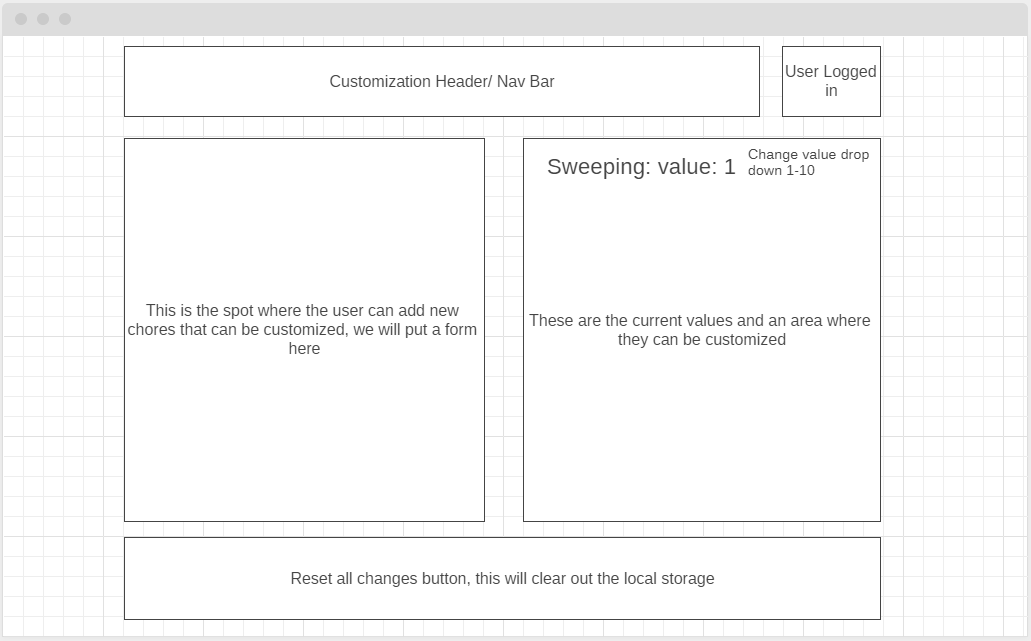 Customization Header/ Nav Bar
User Logged
in
This is the spot where the user can add new
chores that can be customized, we will put a form
here
Sweeping: value: 1
Change value drop
down 1-10
These are the current values and an area where
they can be customized
Reset all changes button, this will clear out the local storage